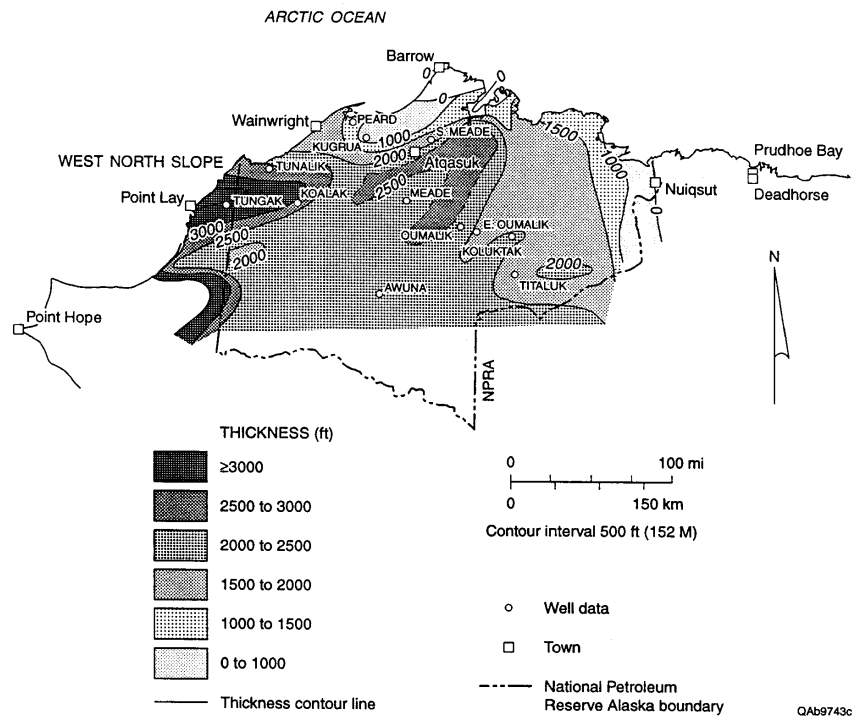 ARCTIC OCEAN
Barrow
0
0
0
PEARD
Wainwright
KUGRUA
1000
S. MEADE
1500
2000
Atqasuk
1000
Prudhoe Bay
WEST NORTH SLOPE
TUNALIK
2500
Nuiqsut
Deadhorse
Point Lay
TUNGAK
KOALAK
MEADE
0
3000
2500
OUMALIK
E. OUMALIK
2000
KOLUKTAK
2000
N
AWUNA
TITALUK
Point Hope
NPRA
THICKNESS (ft)
≥3000
2500 to 3000
2000 to 2500
1500 to 2000
1000 to 1500
0 to 1000
Thickness contour line
0 100 mi
0 150 km
Contour interval 500 ft (152 M)
Well data
Town
National Petroleum
Reserve Alaska boundary
QAb9743c